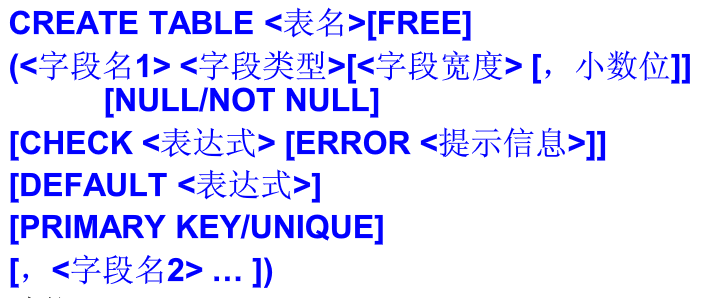 CREATE TABLE <表名>[FREE]
(<字段名1> <字段类型>[<字段宽度> [，小数位]]
[NULL/NOT NULL]
[CHECK <表达式> [ERROR <提示信息>]]
[DEFAULT <表达式>]
[PRIMARY KEY/UNIQUE]
[，<字段名2> … ])